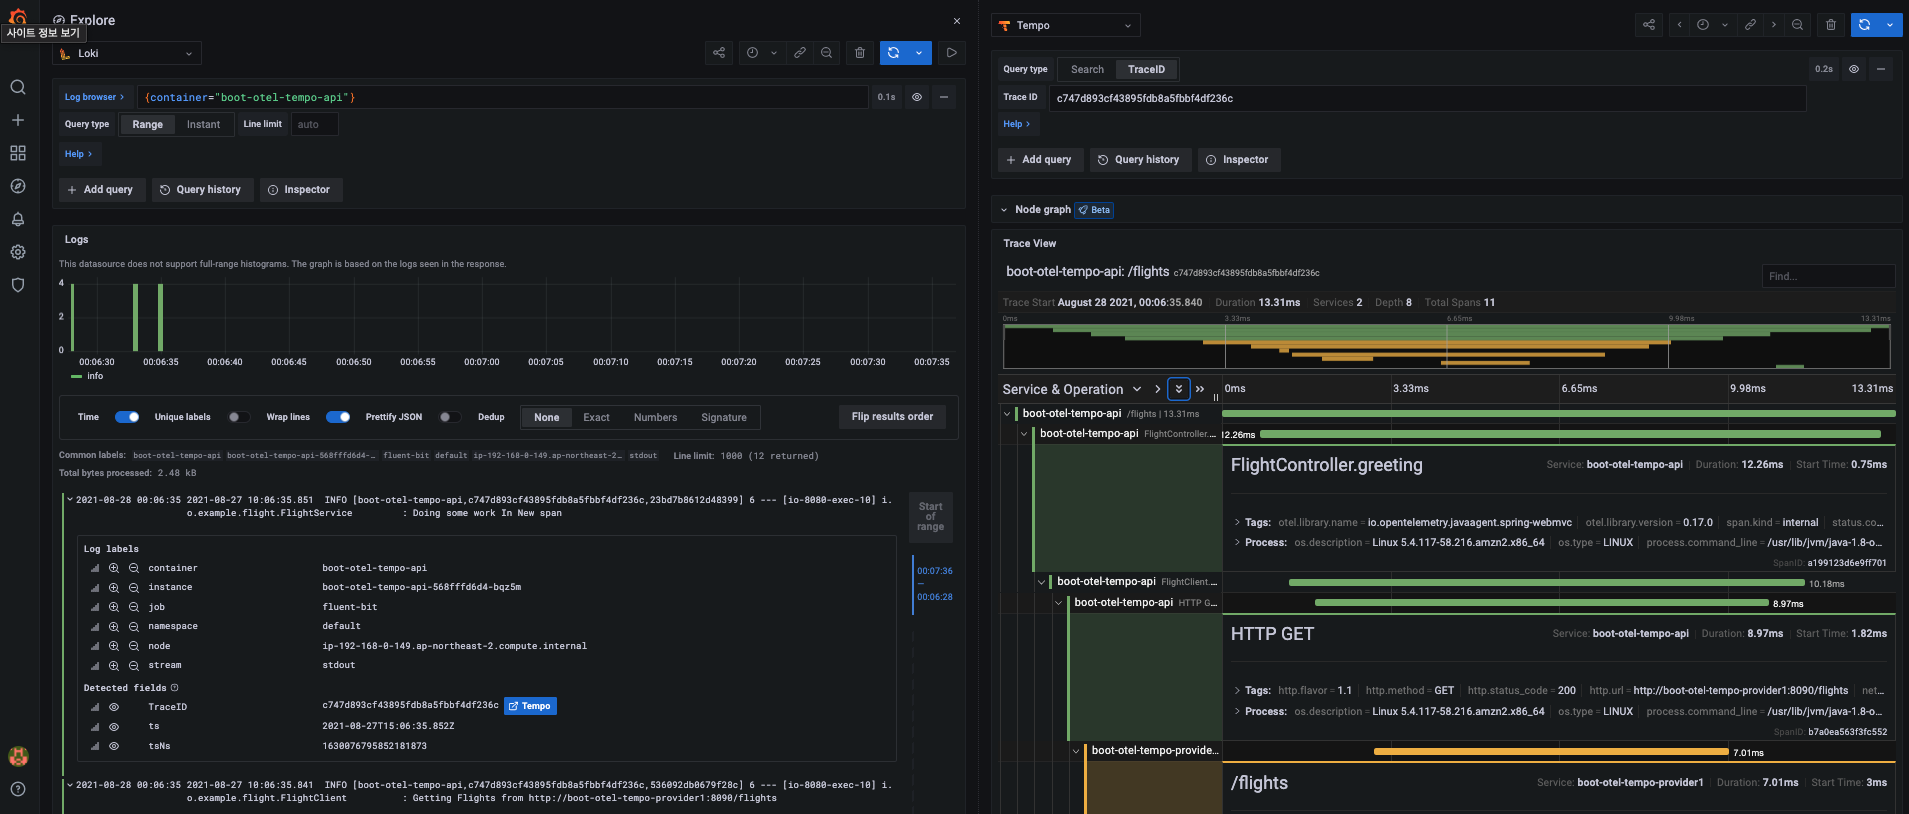 Explore
사이트 정보 보기
Loki
Log browser >
{container="boot-otel-tempo-api"}
0.1s
Query type
Range
Instant
Line limit
auto
Help >
+ Add query
Query history
Inspector
Logs
This datasource does not support full-range histograms. The graph is based on the logs seen in the response.
4
2
0
00:06:30
00:06:35
00:06:40
00:06:45
00:06:50
00:06:55
00:07:00
00:07:05
00:07:10
00:07:15
00:07:20
00:07:25
00:07:30
00:07:35
info
Time
Unique labels
Wrap lines
Prettify JSON
Dedup
None
Exact
Numbers
Signature
Flip results order
Common labels: boot-otel-tempo-api boot-otel-tempo-api-568fffd6d4-… fluent-bit default ip-192-168-0-149.ap-northeast-2… stdout Line limit: 1000 (12 returned)
Total bytes processed: 2.48 kB
2021-08-28 00:06:35 2021-08-27 10:06:35.851 INFO [boot-otel-tempo-api,c747d893cf43895fdb8a5fbbf4df236c,23bd7b8612d48399] 6 --- [io-8080-exec-10] i.
o.example.flight.FlightService : Doing some work In New span
Start
of
range
00:07:36
—
00:06:28
Log labels
container boot-otel-tempo-api
instance boot-otel-tempo-api-568fffd6d4-bqz5m
job fluent-bit
namespace default
node ip-192-168-0-149.ap-northeast-2.compute.internal
stream stdout
Detected fields
TraceID c747d893cf43895fdb8a5fbbf4df236c Tempo
ts 2021-08-27T15:06:35.852Z
tsNs 1630076795852181873
2021-08-28 00:06:35 2021-08-27 10:06:35.841 INFO [boot-otel-tempo-api,c747d893cf43895fdb8a5fbbf4df236c,536092db0679f28c] 6 --- [io-8080-exec-10] i.
o.example.flight.FlightClient : Getting Flights from http://boot-otel-tempo-provider1:8090/flights
Tempo
Query type
Search
TraceID
0.2s
Trace ID
c747d893cf43895fdb8a5fbbf4df236c
Help >
+ Add query
Query history
Inspector
Node graph
Beta
Trace View
boot-otel-tempo-api: /flights c747d893cf43895fdb8a5fbbf4df236c
Find...
Trace Start August 28 2021, 00:06:35.840 Duration 13.31ms Services 2 Depth 8 Total Spans 11
0ms
3.33ms
6.65ms
9.98ms
13.31ms
Service & Operation
0ms
3.33ms
6.65ms
9.98ms
13.31ms
boot-otel-tempo-api /flights | 13.31ms
boot-otel-tempo-api FlightController.… 12.26ms
FlightController.greeting
Service: boot-otel-tempo-api Duration: 12.26ms Start Time: 0.75ms
> Tags: otel.library.name = io.opentelemetry.javaagent.spring-webmvc otel.library.version = 0.17.0 span.kind = internal status.co…
> Process: os.description = Linux 5.4.117-58.216.amzn2.x86_64 os.type = LINUX process.command_line = /usr/lib/jvm/java-1.8-o…
SpanID: a199123d6e9ff701
boot-otel-tempo-api FlightClient.… 10.18ms
boot-otel-tempo-api HTTP G… 8.97ms
HTTP GET
Service: boot-otel-tempo-api Duration: 8.97ms Start Time: 1.82ms
> Tags: http.flavor = 1.1 http.method = GET http.status_code = 200 http.url = http://boot-otel-tempo-provider1:8090/flights net…
> Process: os.description = Linux 5.4.117-58.216.amzn2.x86_64 os.type = LINUX process.command_line = /usr/lib/jvm/java-1.8-o…
SpanID: b7a0ea563f3fc552
boot-otel-tempo-provide… 7.01ms
/flights
Service: boot-otel-tempo-provider1 Duration: 7.01ms Start Time: 3ms